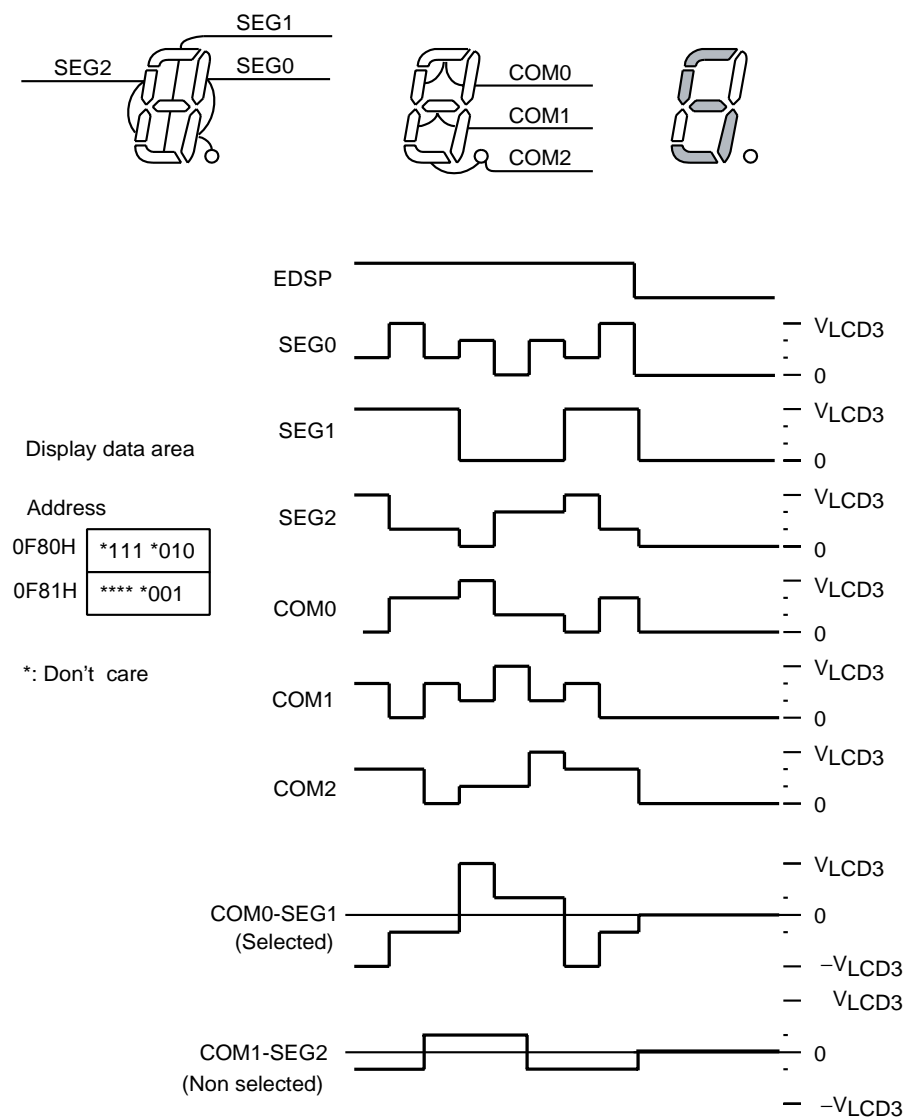 SEG1
SEG2
SEG0
COM0
COM1
COM2
EDSP
SEG0
VLCD3
0
SEG1
VLCD3
0
Display data area
SEG2
VLCD3
0
Address
0F80H *111 *010
0F81H **** *001
COM0
VLCD3
0
*: Don't care
COM1
VLCD3
0
COM2
VLCD3
0
VLCD3
COM0-SEG1
0
(Selected)
−VLCD3
VLCD3
COM1-SEG2
0
(Non selected)
−VLCD3